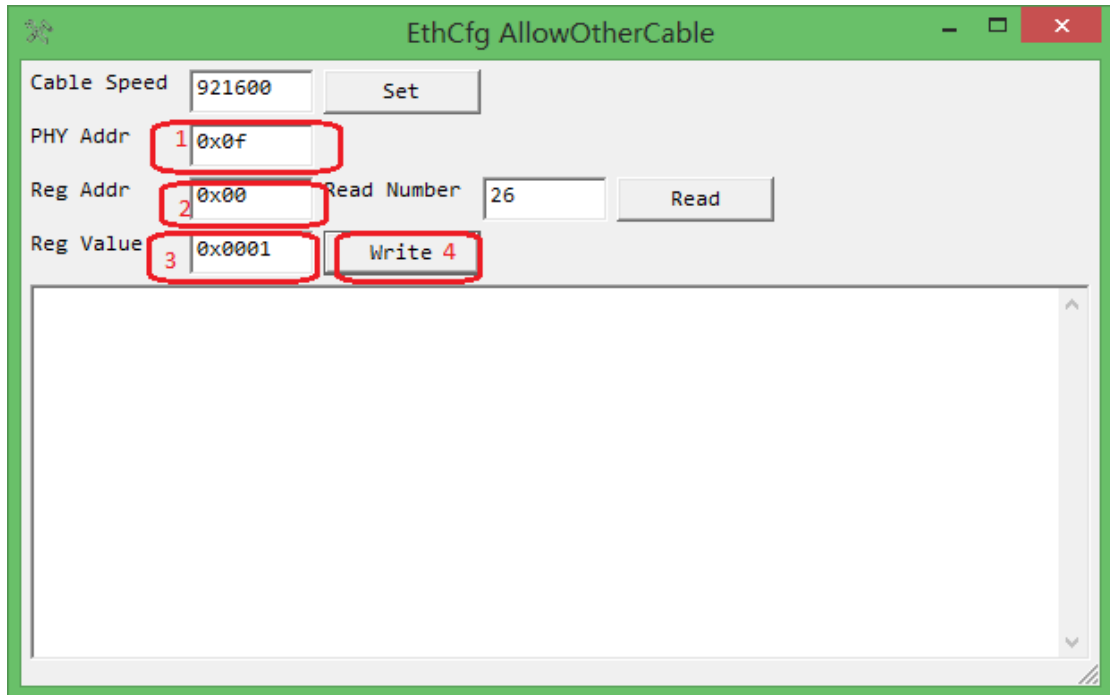 EthCfg AllowOtherCable
Cable Speed 921600 Set
PHY Addr 1 0x0f
Reg Addr 2 0x00 Read Number 26 Read
Reg Value 3 0x0001 Write 4